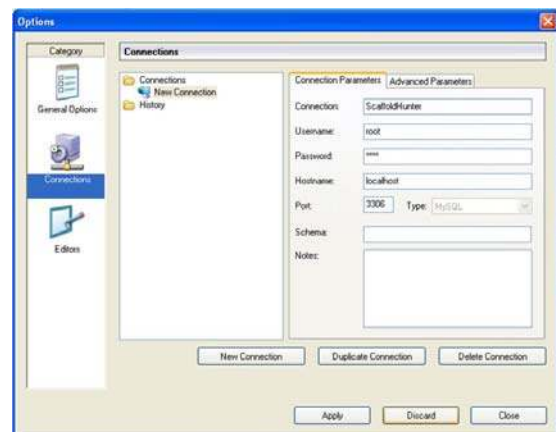 Options
Category
General Options
Connections
Editors
Connections
Connections
New Connection
History
Connection Parameters
Advanced Parameters
Connection: ScaffoldHunter
Username: root
Password: ****
Hostname: localhost
Port: 3306 Type: MySQL
Schema:
Notes:
New Connection
Duplicate Connection
Delete Connection
Apply
Discard
Close